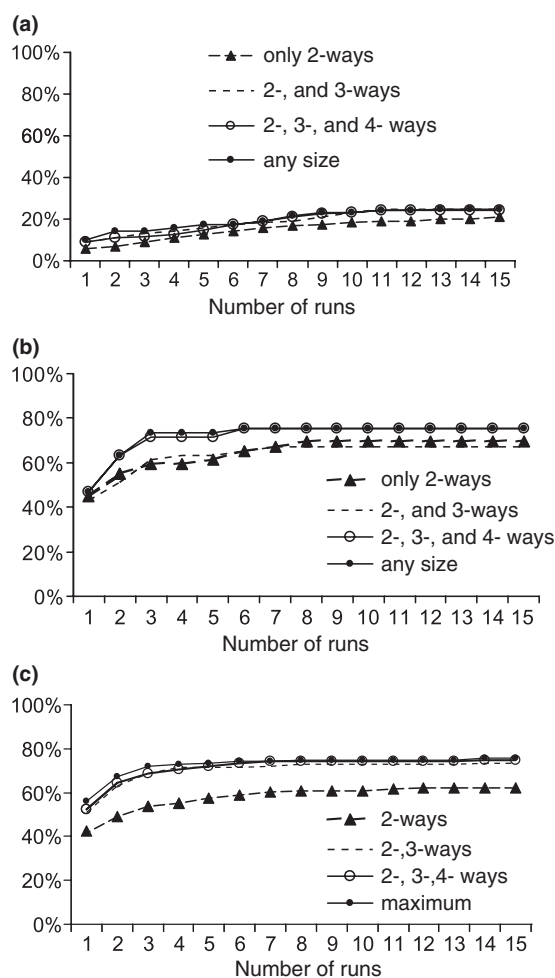 (a)
100%
80%
60%
40%
20%
0%
only 2-ways
2-, and 3-ways
2-, 3-, and 4- ways
any size
1 2 3 4 5 6 7 8 9 10 11 12 13 14 15
Number of runs
(b)
100%
80%
60%
40%
20%
0%
only 2-ways
2-, and 3-ways
2-, 3-, and 4- ways
any size
1 2 3 4 5 6 7 8 9 10 11 12 13 14 15
Number of runs
(c)
100%
80%
60%
40%
20%
0%
2-ways
2-,3-ways
2-, 3-,4- ways
maximum
1 2 3 4 5 6 7 8 9 10 11 12 13 14 15
Number of runs